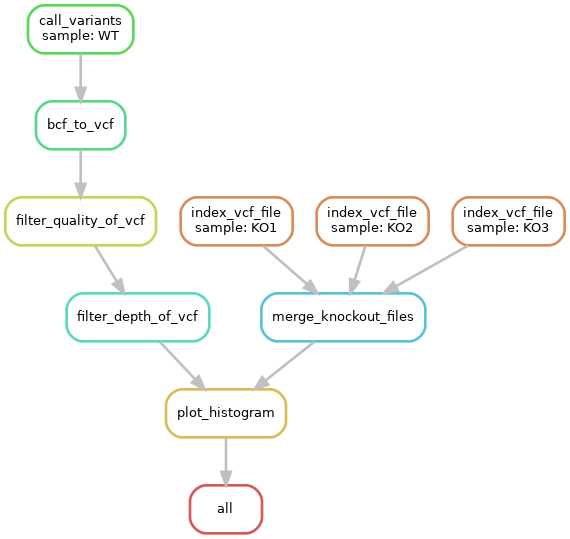 call_variants
sample: WT
bcf_to_vcf
filter_quality_of_vcf
index_vcf_file
sample: KO1
index_vcf_file
sample: KO2
index_vcf_file
sample: KO3
filter_depth_of_vcf
merge_knockout_files
plot_histogram
all